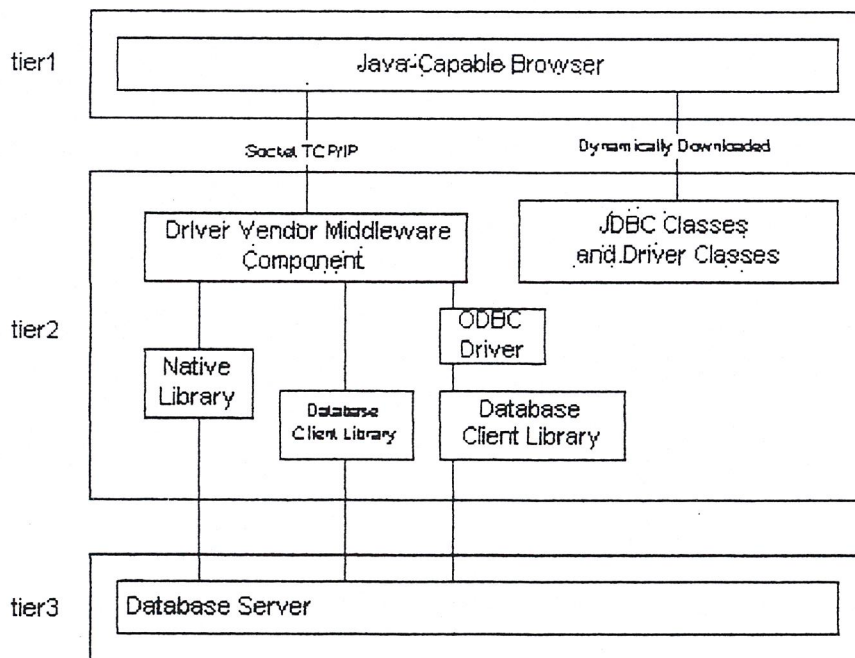 tier1
Java-Capable Browser
Socket TCP/IP
Dynamically Downloaded
Driver Vendor Middleware
Component
JDBC Classes
and Driver Classes
tier2
ODBC
Driver
Native
Library
Database
Client Library
Database
Client Library
tier3
Database Server